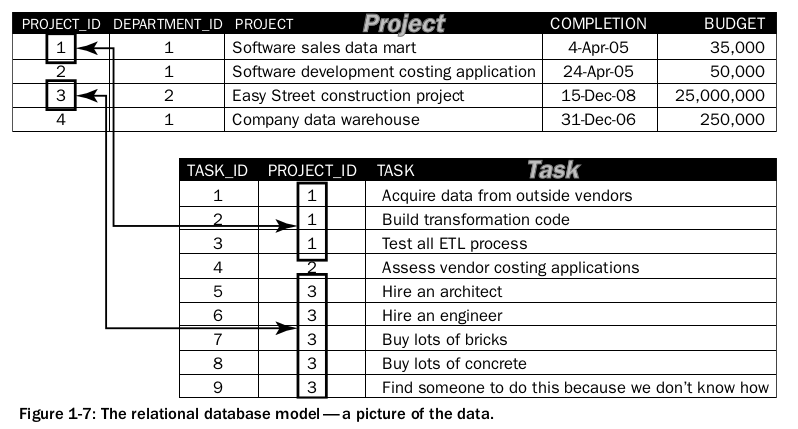 Project
PROJECT_ID DEPARTMENT_ID PROJECT COMPLETION BUDGET
1 1 Software sales data mart 4-Apr-05 35,000
2 1 Software development costing application 24-Apr-05 50,000
3 2 Easy Street construction project 15-Dec-08 25,000,000
4 1 Company data warehouse 31-Dec-06 250,000
Task
TASK_ID PROJECT_ID TASK
1 1 Acquire data from outside vendors
2 1 Build transformation code
3 1 Test all ETL process
4 2 Assess vendor costing applications
5 3 Hire an architect
6 3 Hire an engineer
7 3 Buy lots of bricks
8 3 Buy lots of concrete
9 3 Find someone to do this because we don't know how
Figure 1-7: The relational database model — a picture of the data.